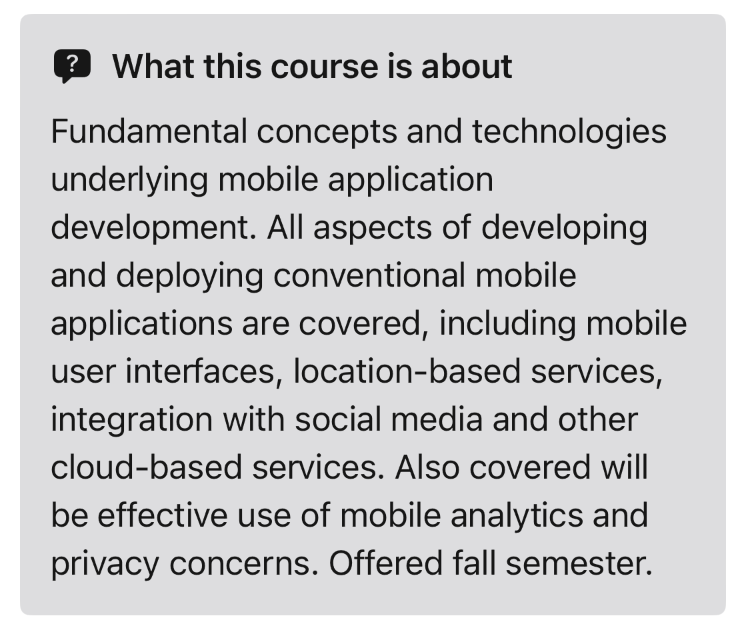 What this course is about
Fundamental concepts and technologies
underlying mobile application
development. All aspects of developing
and deploying conventional mobile
applications are covered, including mobile
user interfaces, location-based services,
integration with social media and other
cloud-based services. Also covered will
be effective use of mobile analytics and
privacy concerns. Offered fall semester.